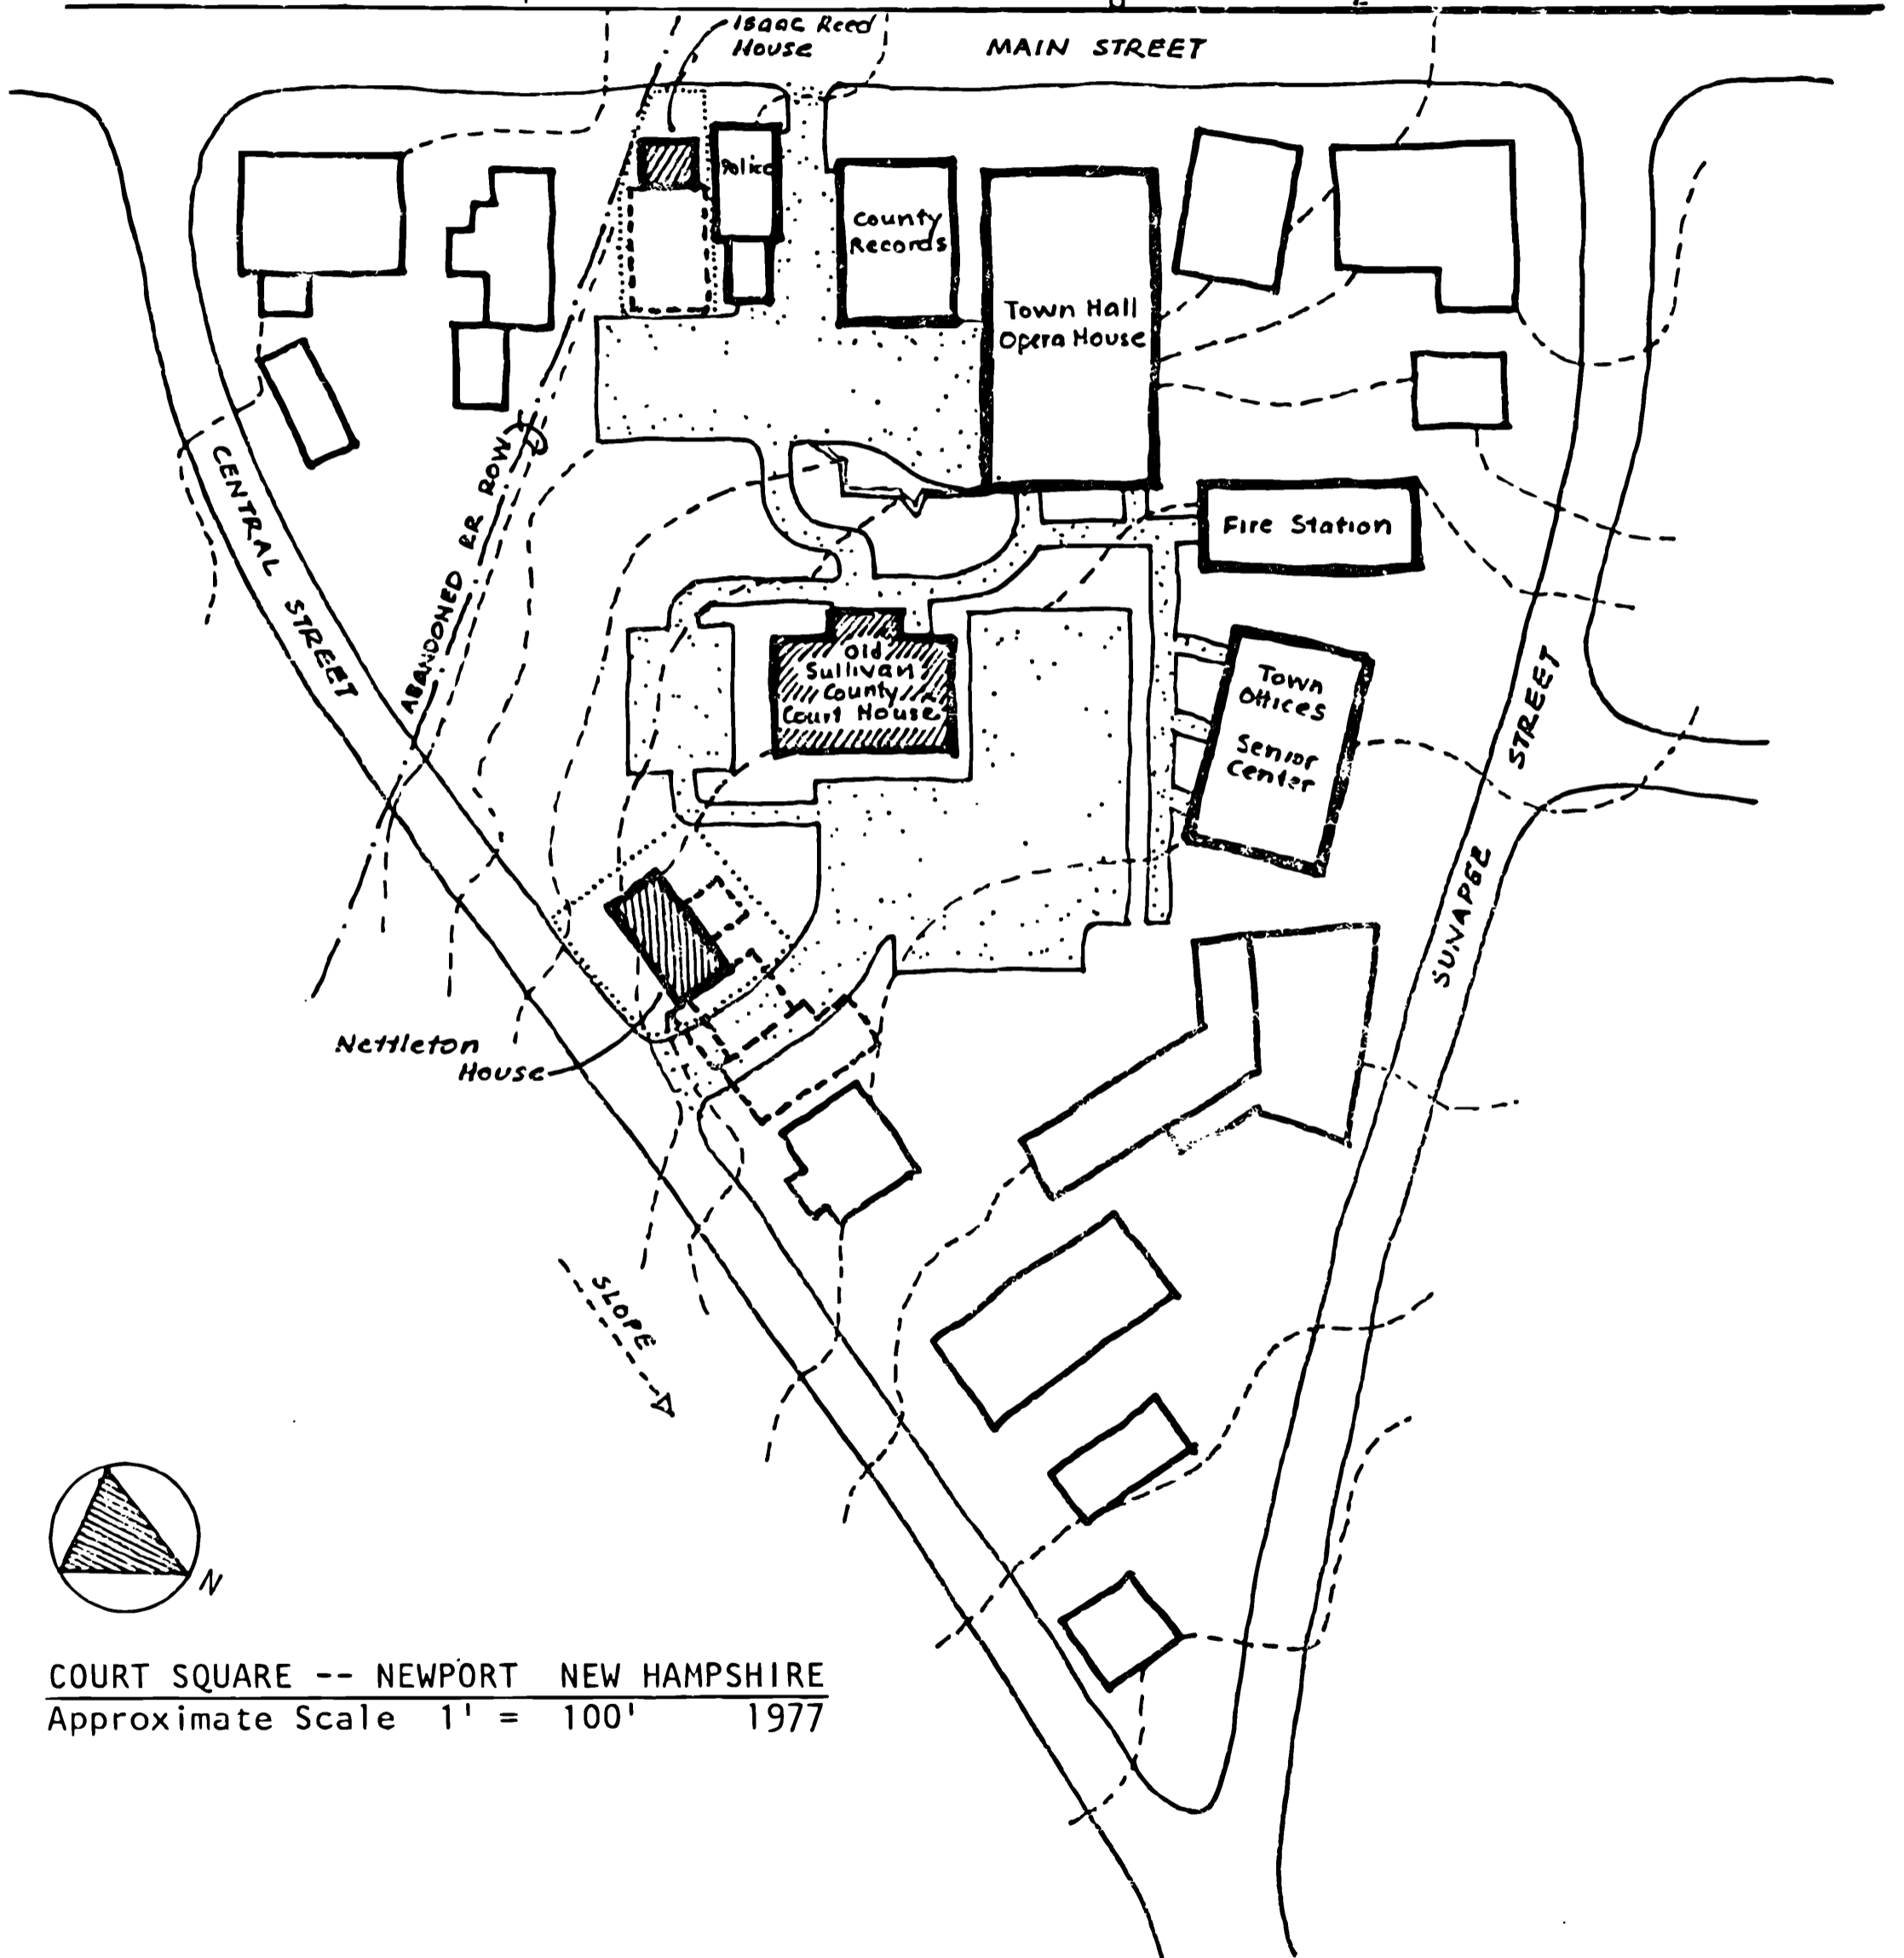 Isaac Reed
House
MAIN STREET
Police
County
Records
Town Hall
Opera House
CENTRAL STREET
ABANDONED RR ROW
Fire Station
Old
Sullivan
County
Court House
Town
Offices
Senior
Center
SUNAPEE STREET
Nettleton
House
SLOPE
N
COURT SQUARE -- NEWPORT NEW HAMPSHIRE
Approximate Scale 1' = 100' 1977